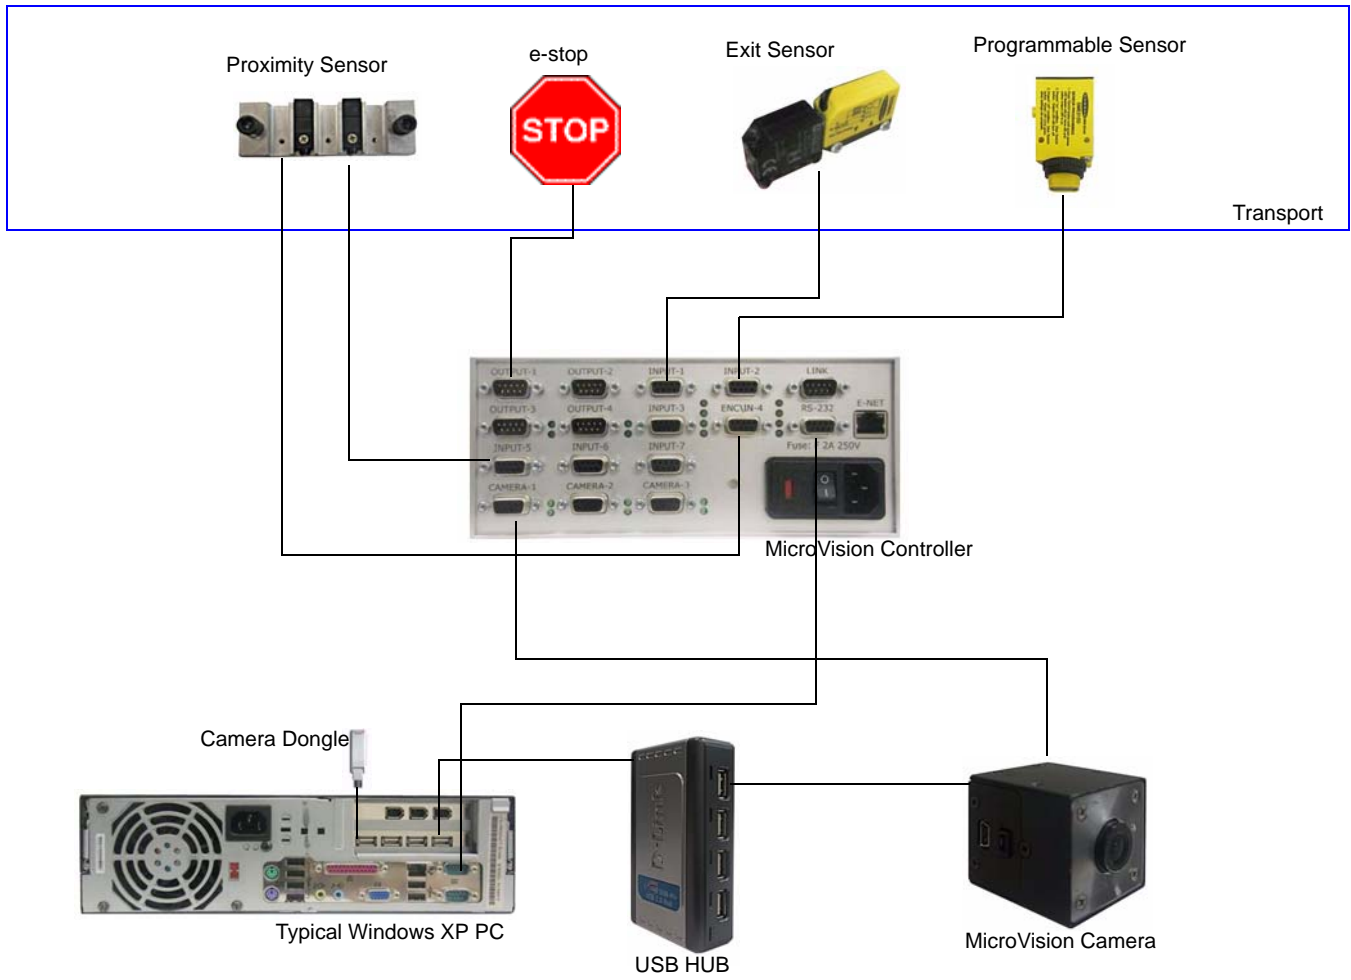 Proximity Sensor
e-stop
Exit Sensor
Programmable Sensor
STOP
Transport
OUTPUT-1
OUTPUT-2
INPUT-1
INPUT-2
LINK
OUTPUT-3
OUTPUT-4
INPUT-3
ENC\IN-4
RS-232
E-NET
INPUT-5
INPUT-6
INPUT-7
Fuse: 2A 250V
CAMERA-1
CAMERA-2
CAMERA-3
MicroVision Controller
Camera Dongle
D-Link
Typical Windows XP PC
USB HUB
MicroVision Camera